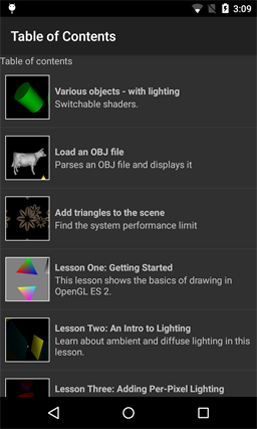 3:09
Table of Contents
Table of contents
Various objects - with lighting
Switchable shaders.
Load an OBJ file
Parses an OBJ file and displays it
Add triangles to the scene
Find the system performance limit
Lesson One: Getting Started
This lesson shows the basics of drawing in
OpenGL ES 2.
Lesson Two: An Intro to Lighting
Learn about ambient and diffuse lighting in this
lesson.
Lesson Three: Adding Per-Pixel Lighting